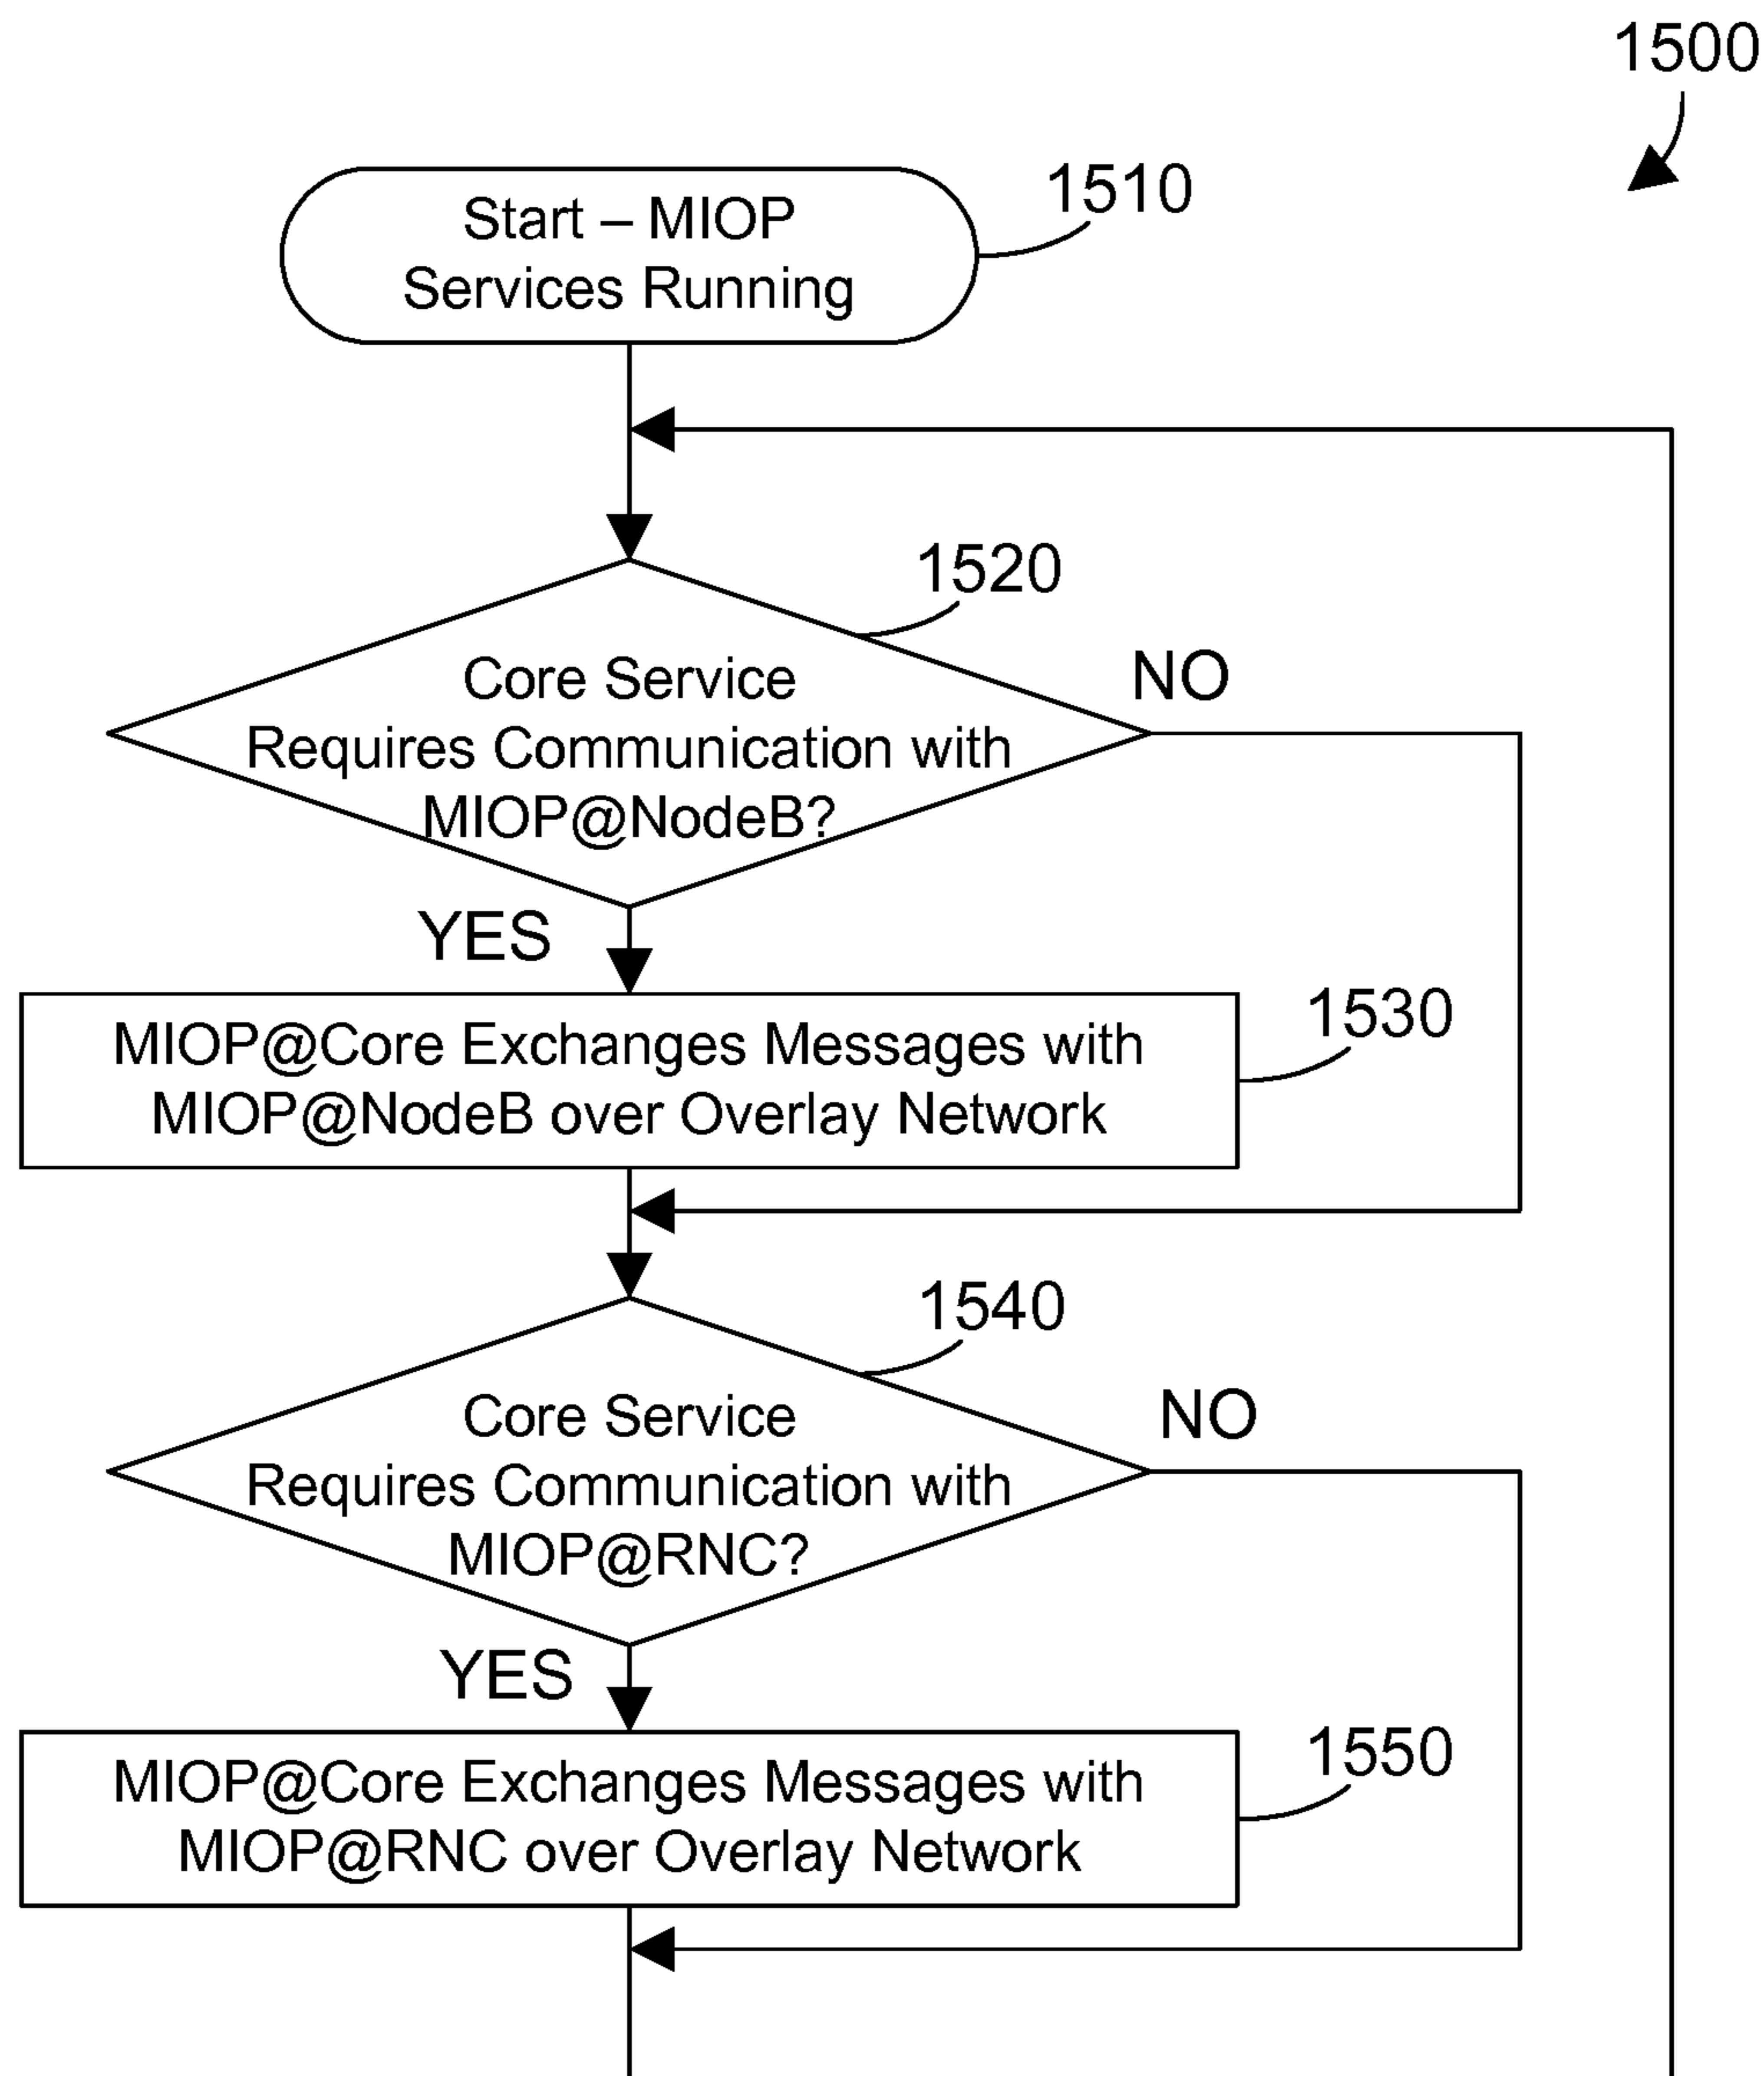 1500
Start – MIOP
Services Running
1510
1520
Core Service
Requires Communication with
MIOP@NodeB?
NO
YES
MIOP@Core Exchanges Messages with
MIOP@NodeB over Overlay Network
1530
1540
Core Service
Requires Communication with
MIOP@RNC?
NO
YES
MIOP@Core Exchanges Messages with
MIOP@RNC over Overlay Network
1550